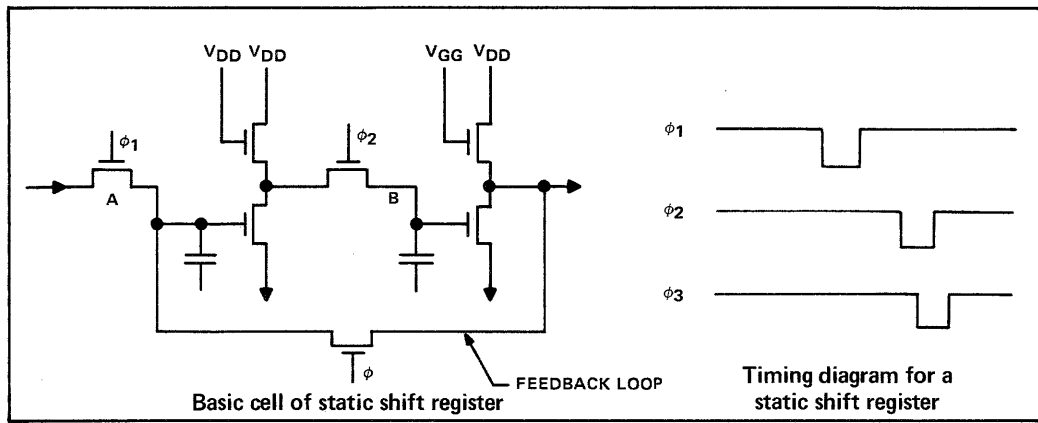 VDD VDD
VGG VDD
ϕ1
ϕ2
A
B
ϕ
FEEDBACK LOOP
Basic cell of static shift register
ϕ1
ϕ2
ϕ3
Timing diagram for a
static shift register